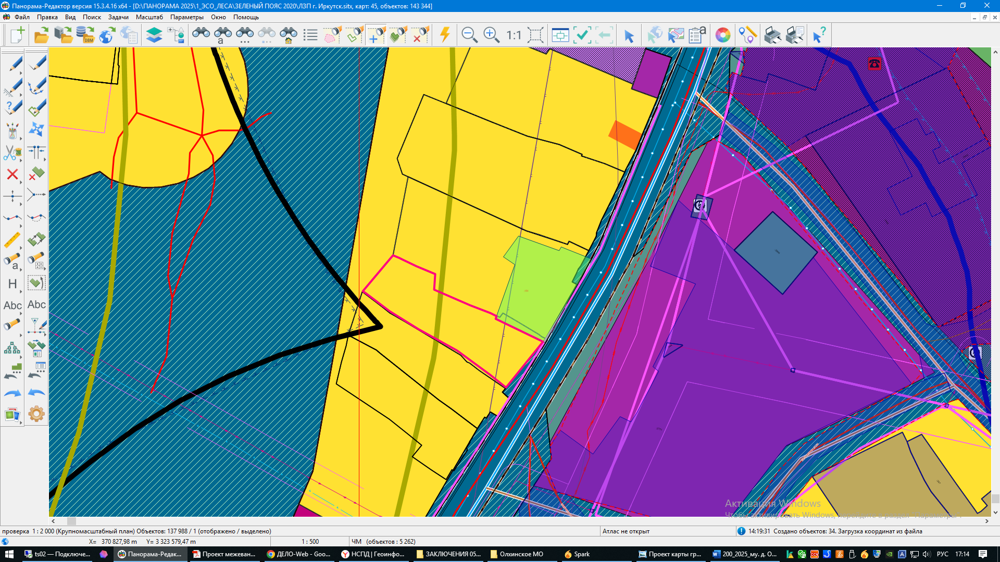 Панорама-Редактор версия 15.3.4.16 x64 - [D:\ПАНОРАМА 2025\1_ЭСО_ЛЕСА\ЗЕЛЕНЫЙ ПОЯС 2020\ЛЗП г. Иркутск.sitx, карт: 45, объектов: 143 344]
Файл Правка Вид Поиск Задачи Масштаб Параметры Окно Помощь
DBM a 1:1 a ?
?
a
H
Abc Abc
Активация Windows
Чтобы активировать Windows, перейдите в раздел "Параметры".
проверка 1 : 2 000 (Крупномасштабный план) Объектов: 137 988 / 1 (отображено / выделено) Атлас не открыт 14:19:31 Создано объектов: 34. Загрузка координат из файла
X= 370 827,98 m Y= 3 323 579,47 m 1 : 500 ЧМ (объектов : 5 262)
ts02 — Подключе... Панорама-Редак... Проект межеван... ДЕЛО-Web - Goo... НСПД | Геоинфо... ЗАКЛЮЧЕНИЯ 05... Олхинское МО Spark Проект карты гр... 200_2025_му. д. О... РУС 17:14